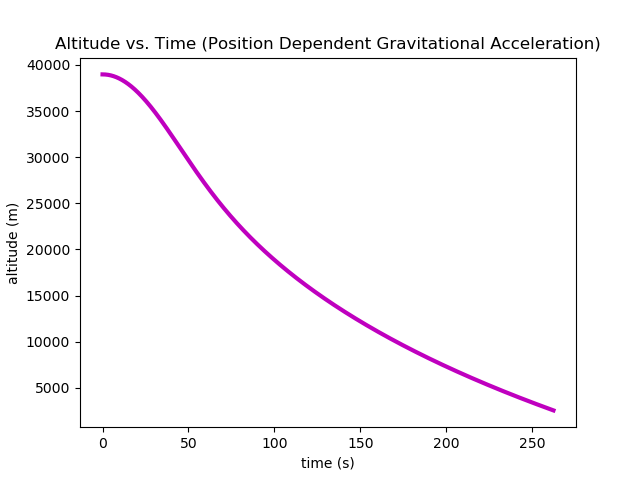 Altitude vs. Time (Position Dependent Gravitational Acceleration)
40000
35000
30000
25000
20000
15000
10000
5000
altitude (m)
0 50 100 150 200 250
time (s)